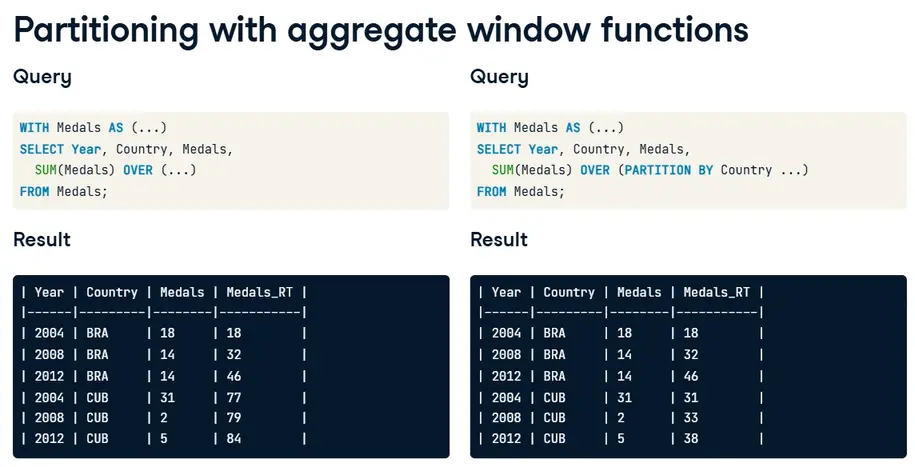 Partitioning with aggregate window functions
Query
WITH Medals AS (...)
SELECT Year, Country, Medals,
SUM(Medals) OVER (...)
FROM Medals;
Result
| Year | Country | Medals | Medals_RT |
|------|---------|--------|-----------|
| 2004 | BRA | 18 | 18 |
| 2008 | BRA | 14 | 32 |
| 2012 | BRA | 14 | 46 |
| 2004 | CUB | 31 | 77 |
| 2008 | CUB | 2 | 79 |
| 2012 | CUB | 5 | 84 |
Query
WITH Medals AS (...)
SELECT Year, Country, Medals,
SUM(Medals) OVER (PARTITION BY Country ...)
FROM Medals;
Result
| Year | Country | Medals | Medals_RT |
|------|---------|--------|-----------|
| 2004 | BRA | 18 | 18 |
| 2008 | BRA | 14 | 32 |
| 2012 | BRA | 14 | 46 |
| 2004 | CUB | 31 | 31 |
| 2008 | CUB | 2 | 33 |
| 2012 | CUB | 5 | 38 |